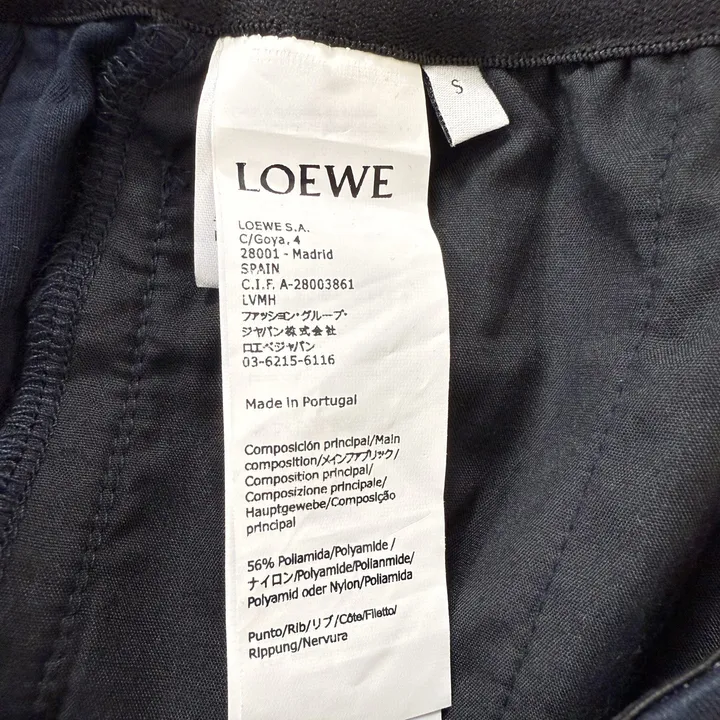 S
LOEWE
LOEWE S.A.
C/Goya, 4
28001 - Madrid
SPAIN
C.I.F. A-28003861
LVMH
ファッション・グループ・
ジャパン株式会社
ロエベジャパン
03-6215-6116
Made in Portugal
Composición principal/Main
composition/メインファブリック/
Composition principal/
Composizione principale/
Hauptgewebe/Composição
principal
56% Poliamida/Polyamide /
ナイロン/Polyamide/Polianmide/
Polyamid oder Nylon/Poliamida
Punto/Rib/リブ/Côte/Filetto/
Rippung/Nervura